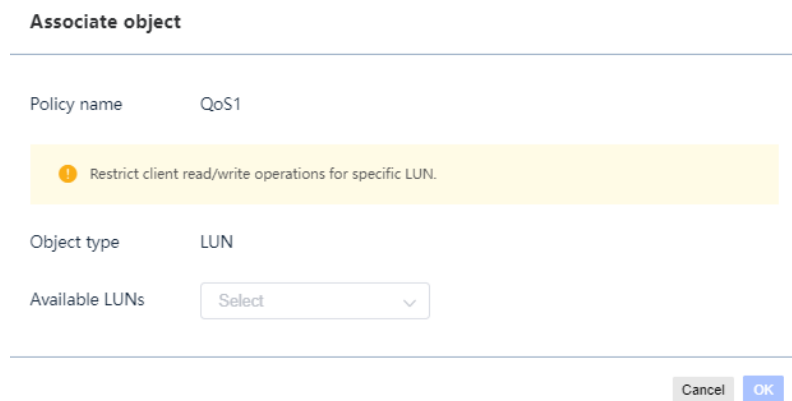 Associate object
Policy name QoS1
! Restrict client read/write operations for specific LUN.
Object type LUN
Available LUNs Select
Cancel OK